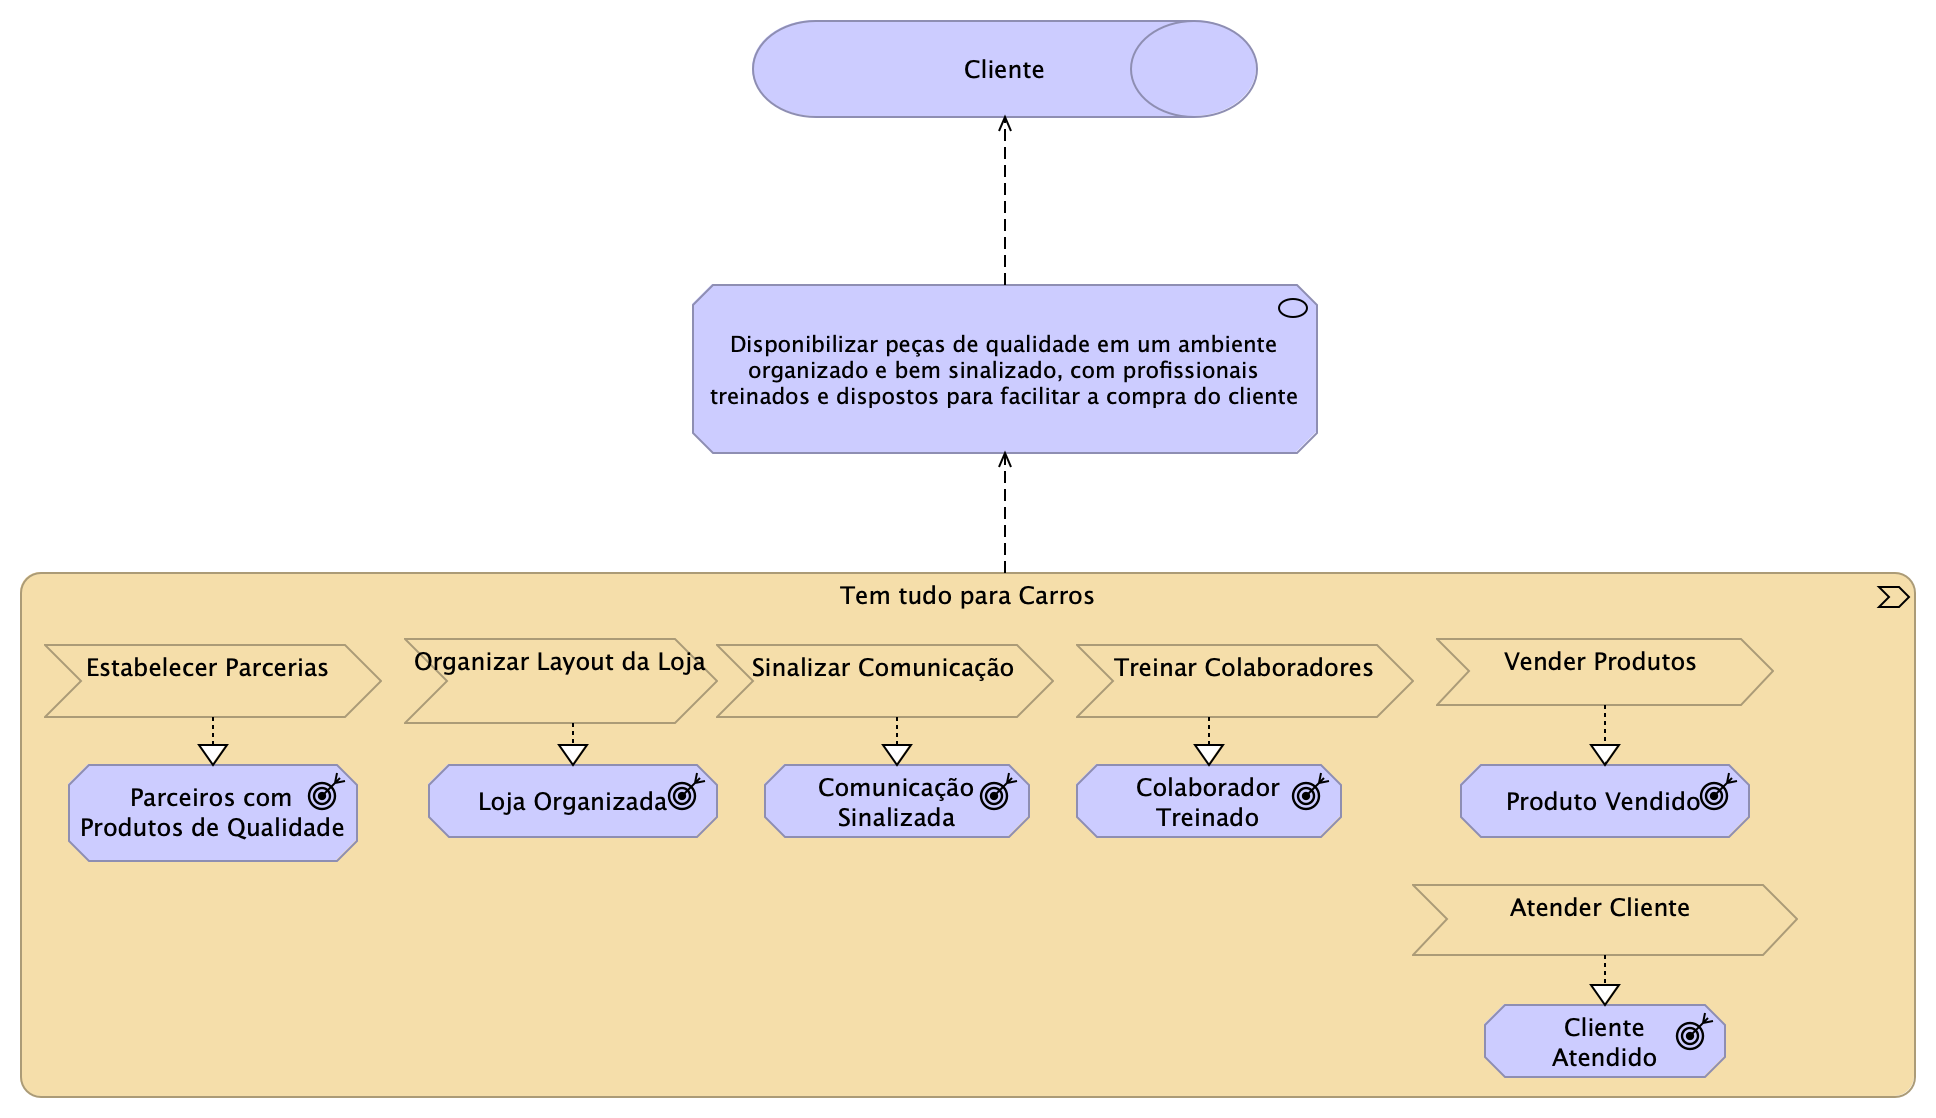 Cliente
Disponibilizar peças de qualidade em um ambiente
organizado e bem sinalizado, com profissionais
treinados e dispostos para facilitar a compra do cliente
Tem tudo para Carros
Estabelecer Parcerias
Organizar Layout da Loja
Sinalizar Comunicação
Treinar Colaboradores
Vender Produtos
Parceiros com
Produtos de Qualidade
Loja Organizada
Comunicação
Sinalizada
Colaborador
Treinado
Produto Vendido
Atender Cliente
Cliente
Atendido